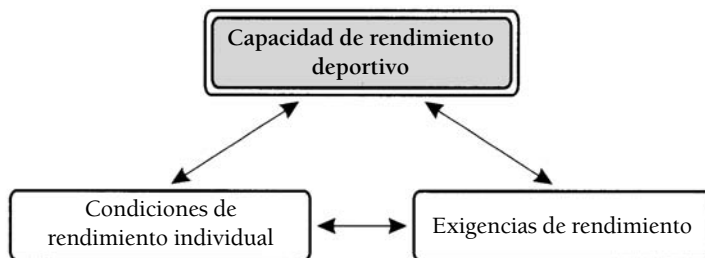 Capacidad de rendimiento
deportivo
Condiciones de
rendimiento individual
Exigencias de rendimiento